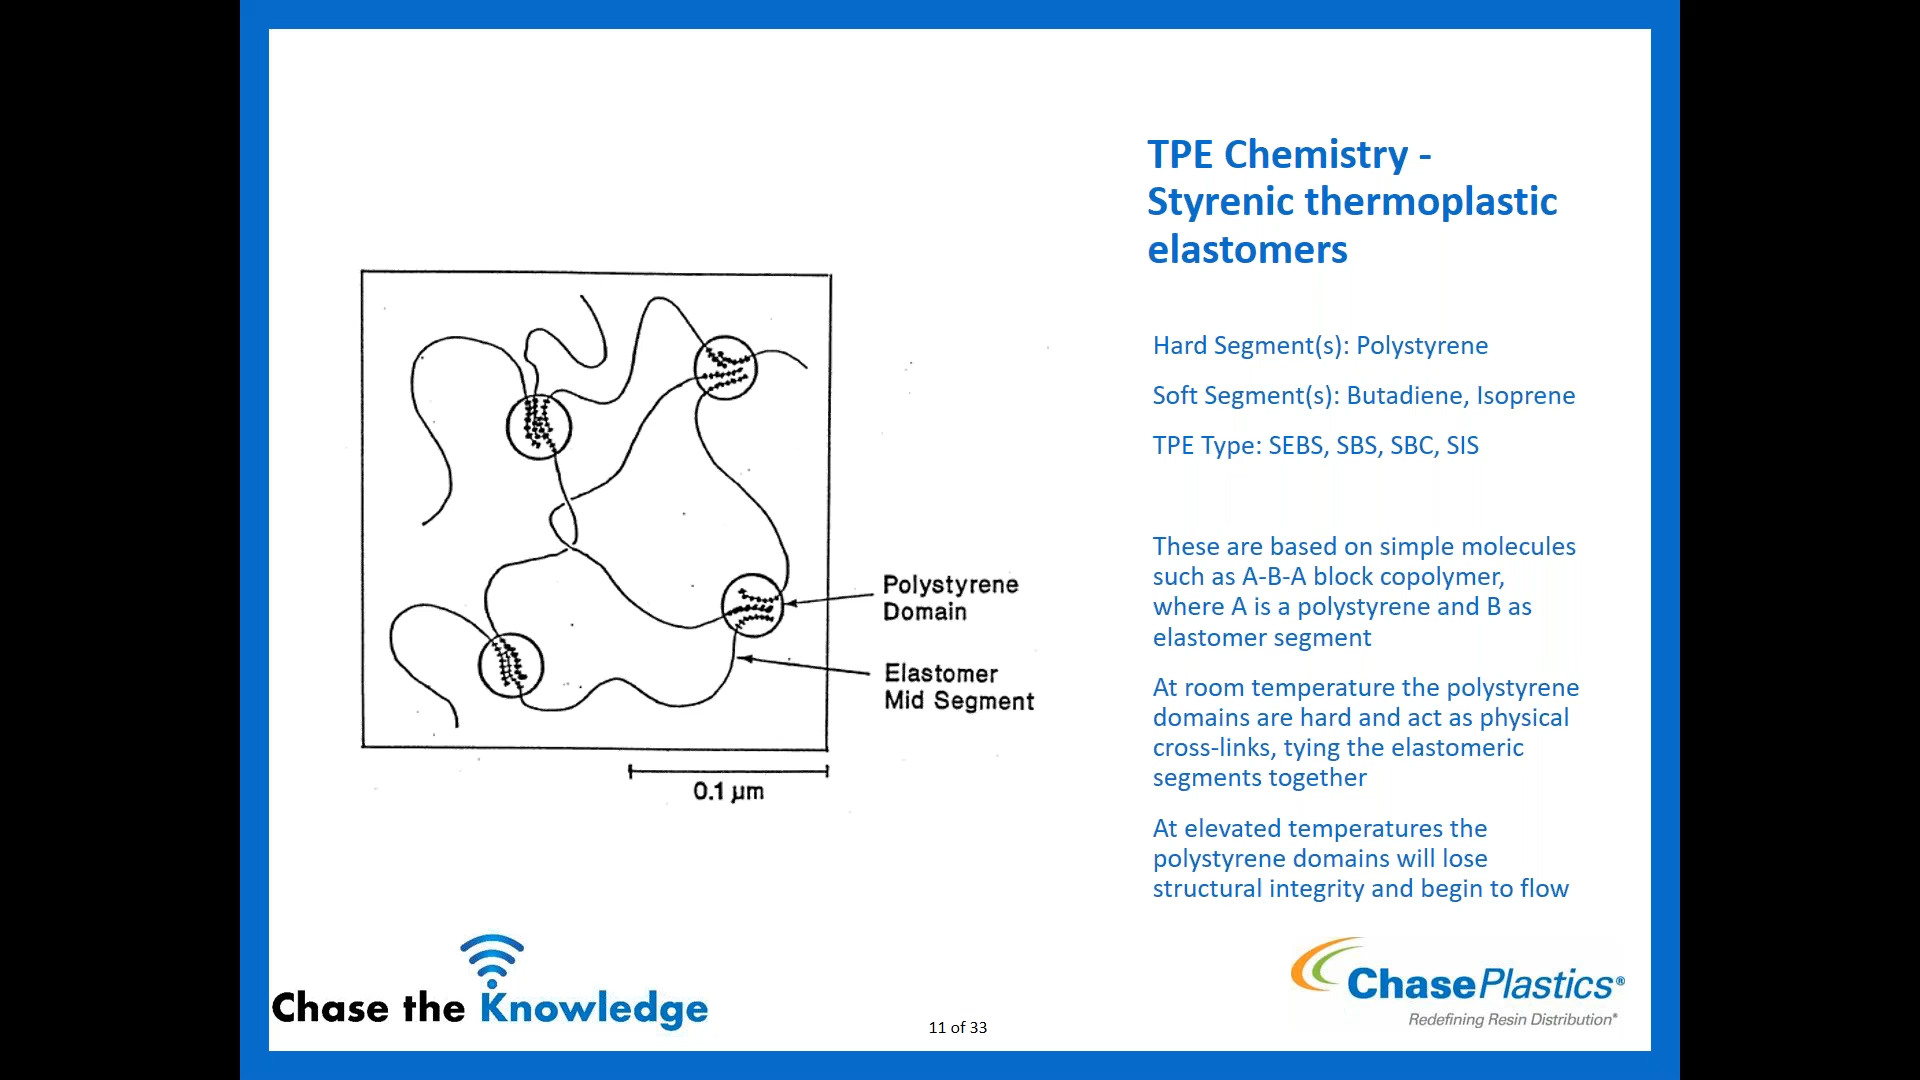 TPE Chemistry -
Styrenic thermoplastic
elastomers
Hard Segment(s): Polystyrene
Soft Segment(s): Butadiene, Isoprene
TPE Type: SEBS, SBS, SBC, SIS
These are based on simple molecules
such as A-B-A block copolymer,
where A is a polystyrene and B as
elastomer segment
At room temperature the polystyrene
domains are hard and act as physical
cross-links, tying the elastomeric
segments together
At elevated temperatures the
polystyrene domains will lose
structural integrity and begin to flow
Polystyrene
Domain
Elastomer
Mid Segment
0.1 µm
Chase the Knowledge
11 of 33
ChasePlastics®
Redefining Resin Distribution®